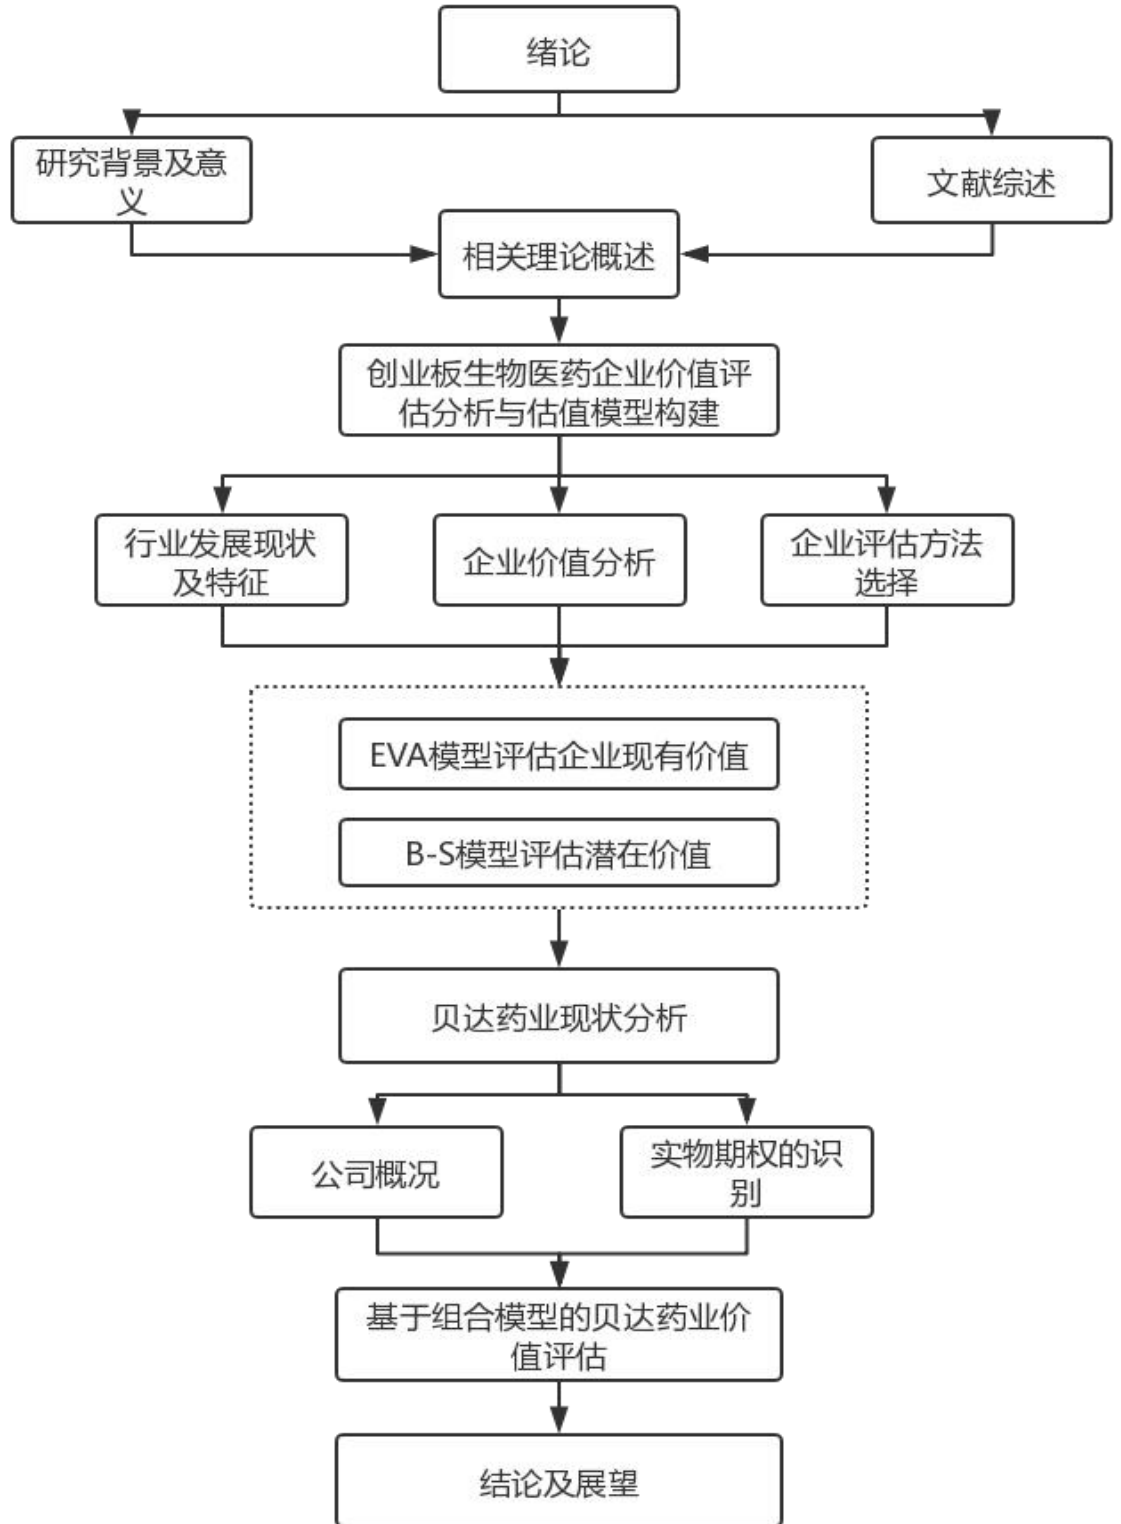 绪论
研究背景及意
义
文献综述
相关理论概述
创业板生物医药企业价值评
估分析与估值模型构建
行业发展现状
及特征
企业价值分析
企业评估方法
选择
EVA模型评估企业现有价值
B-S模型评估潜在价值
贝达药业现状分析
公司概况
实物期权的识
别
基于组合模型的贝达药业价
值评估
结论及展望